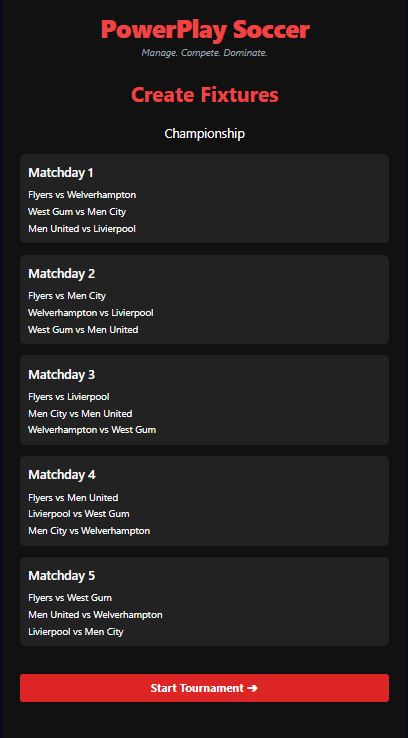 PowerPlay Soccer
Manage. Compete. Dominate.
Create Fixtures
Championship
Matchday 1
Flyers vs Welverhampton
West Gum vs Men City
Men United vs Livierpool
Matchday 2
Flyers vs Men City
Welverhampton vs Livierpool
West Gum vs Men United
Matchday 3
Flyers vs Livierpool
Men City vs Men United
Welverhampton vs West Gum
Matchday 4
Flyers vs Men United
Livierpool vs West Gum
Men City vs Welverhampton
Matchday 5
Flyers vs West Gum
Men United vs Welverhampton
Livierpool vs Men City
Start Tournament ➔